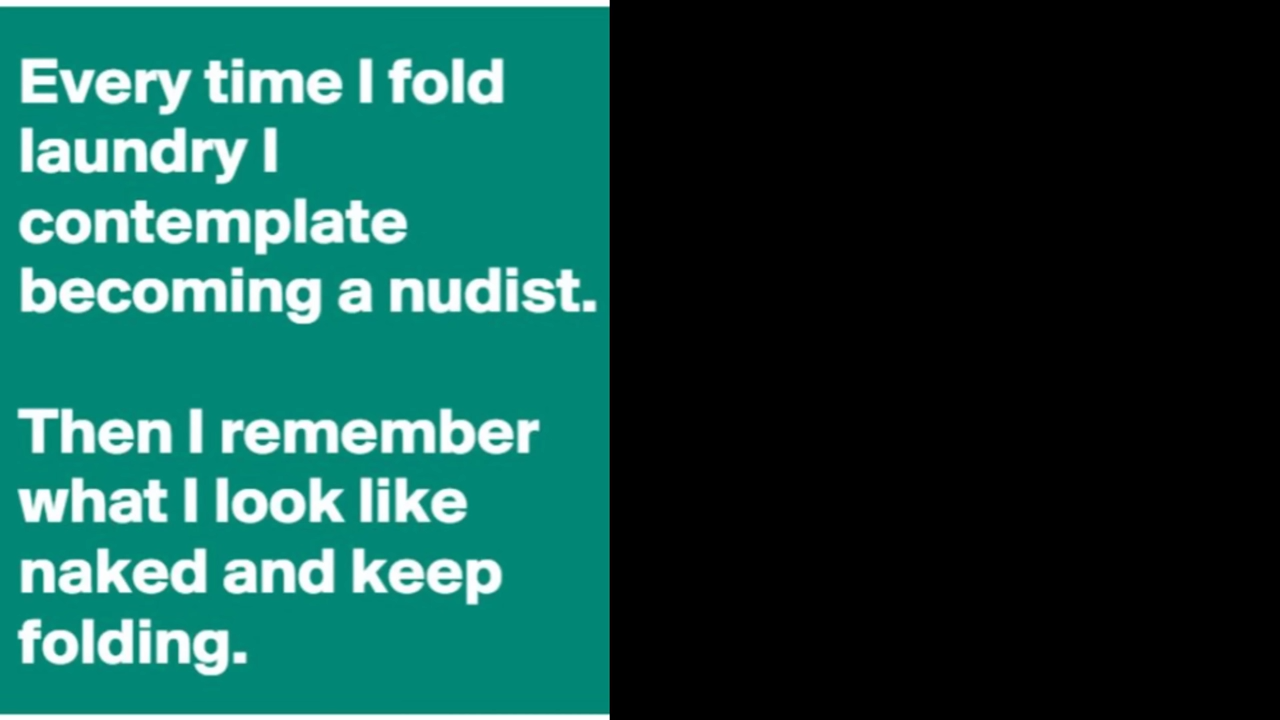 Every time I fold
laundry I
contemplate
becoming a nudist.
Then I remember
what I look like
naked and keep
folding.